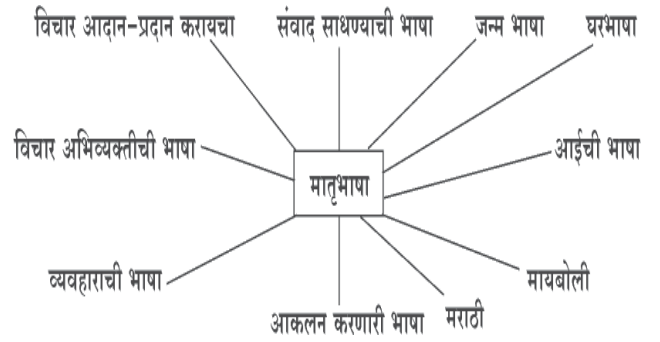 विचार आदान-प्रदान करायचा
संवाद साधण्याची भाषा
जन्म भाषा
घरभाषा
विचार अभिव्यक्तीची भाषा
आईची भाषा
मातृभाषा
व्यवहाराची भाषा
मायबोली
आकलन करणारी भाषा
मराठी